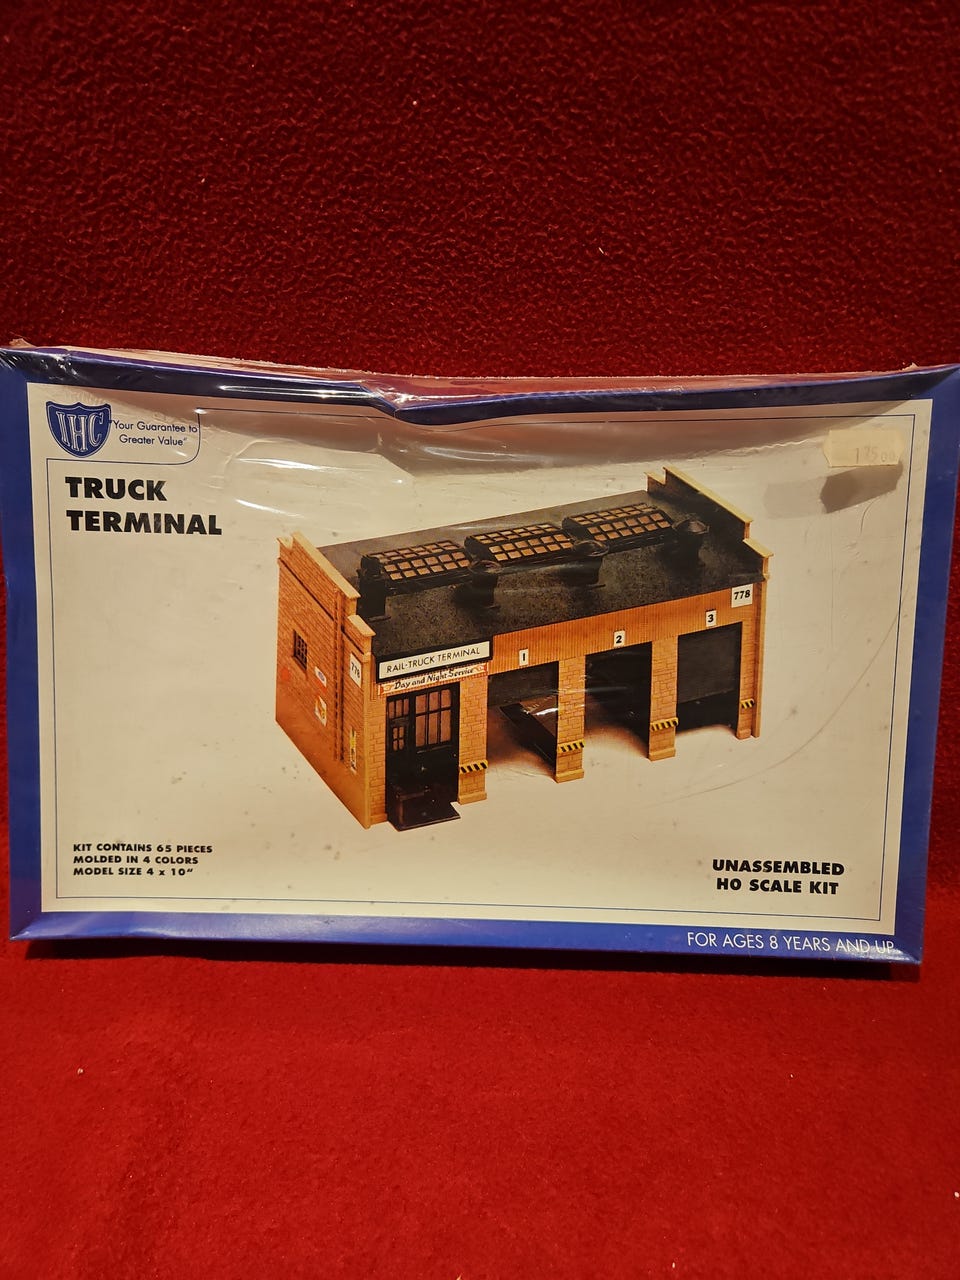 IHC
"Your Guarantee to
Greater Value"
TRUCK
TERMINAL
778
778
RAIL-TRUCK TERMINAL
Day and Night Service
1
2
3
KIT CONTAINS 65 PIECES
MOLDED IN 4 COLORS
MODEL SIZE 4 x 10"
UNASSEMBLED
HO SCALE KIT
FOR AGES 8 YEARS AND UP